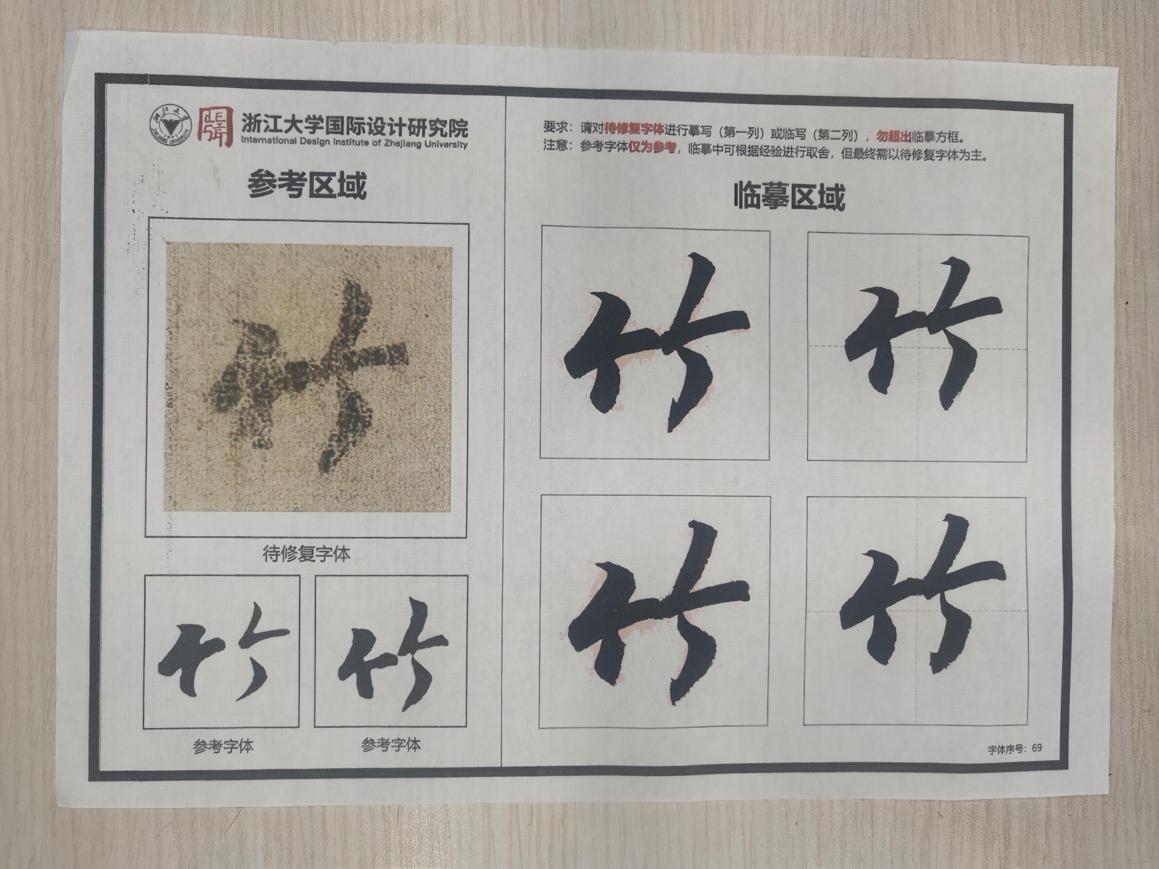 浙江大学国际设计研究院
International Design Institute of Zhejiang University
参考区域
竹
待修复字体
竹 竹
参考字体 参考字体
要求：请对待修复字体进行摹写（第一列）或临写（第二列），勿超出临摹方框。
注意：参考字体仅为参考，临摹中可根据经验进行取舍，但最终需以待修复字体为主。
临摹区域
竹 竹
竹 竹
字体序号：69